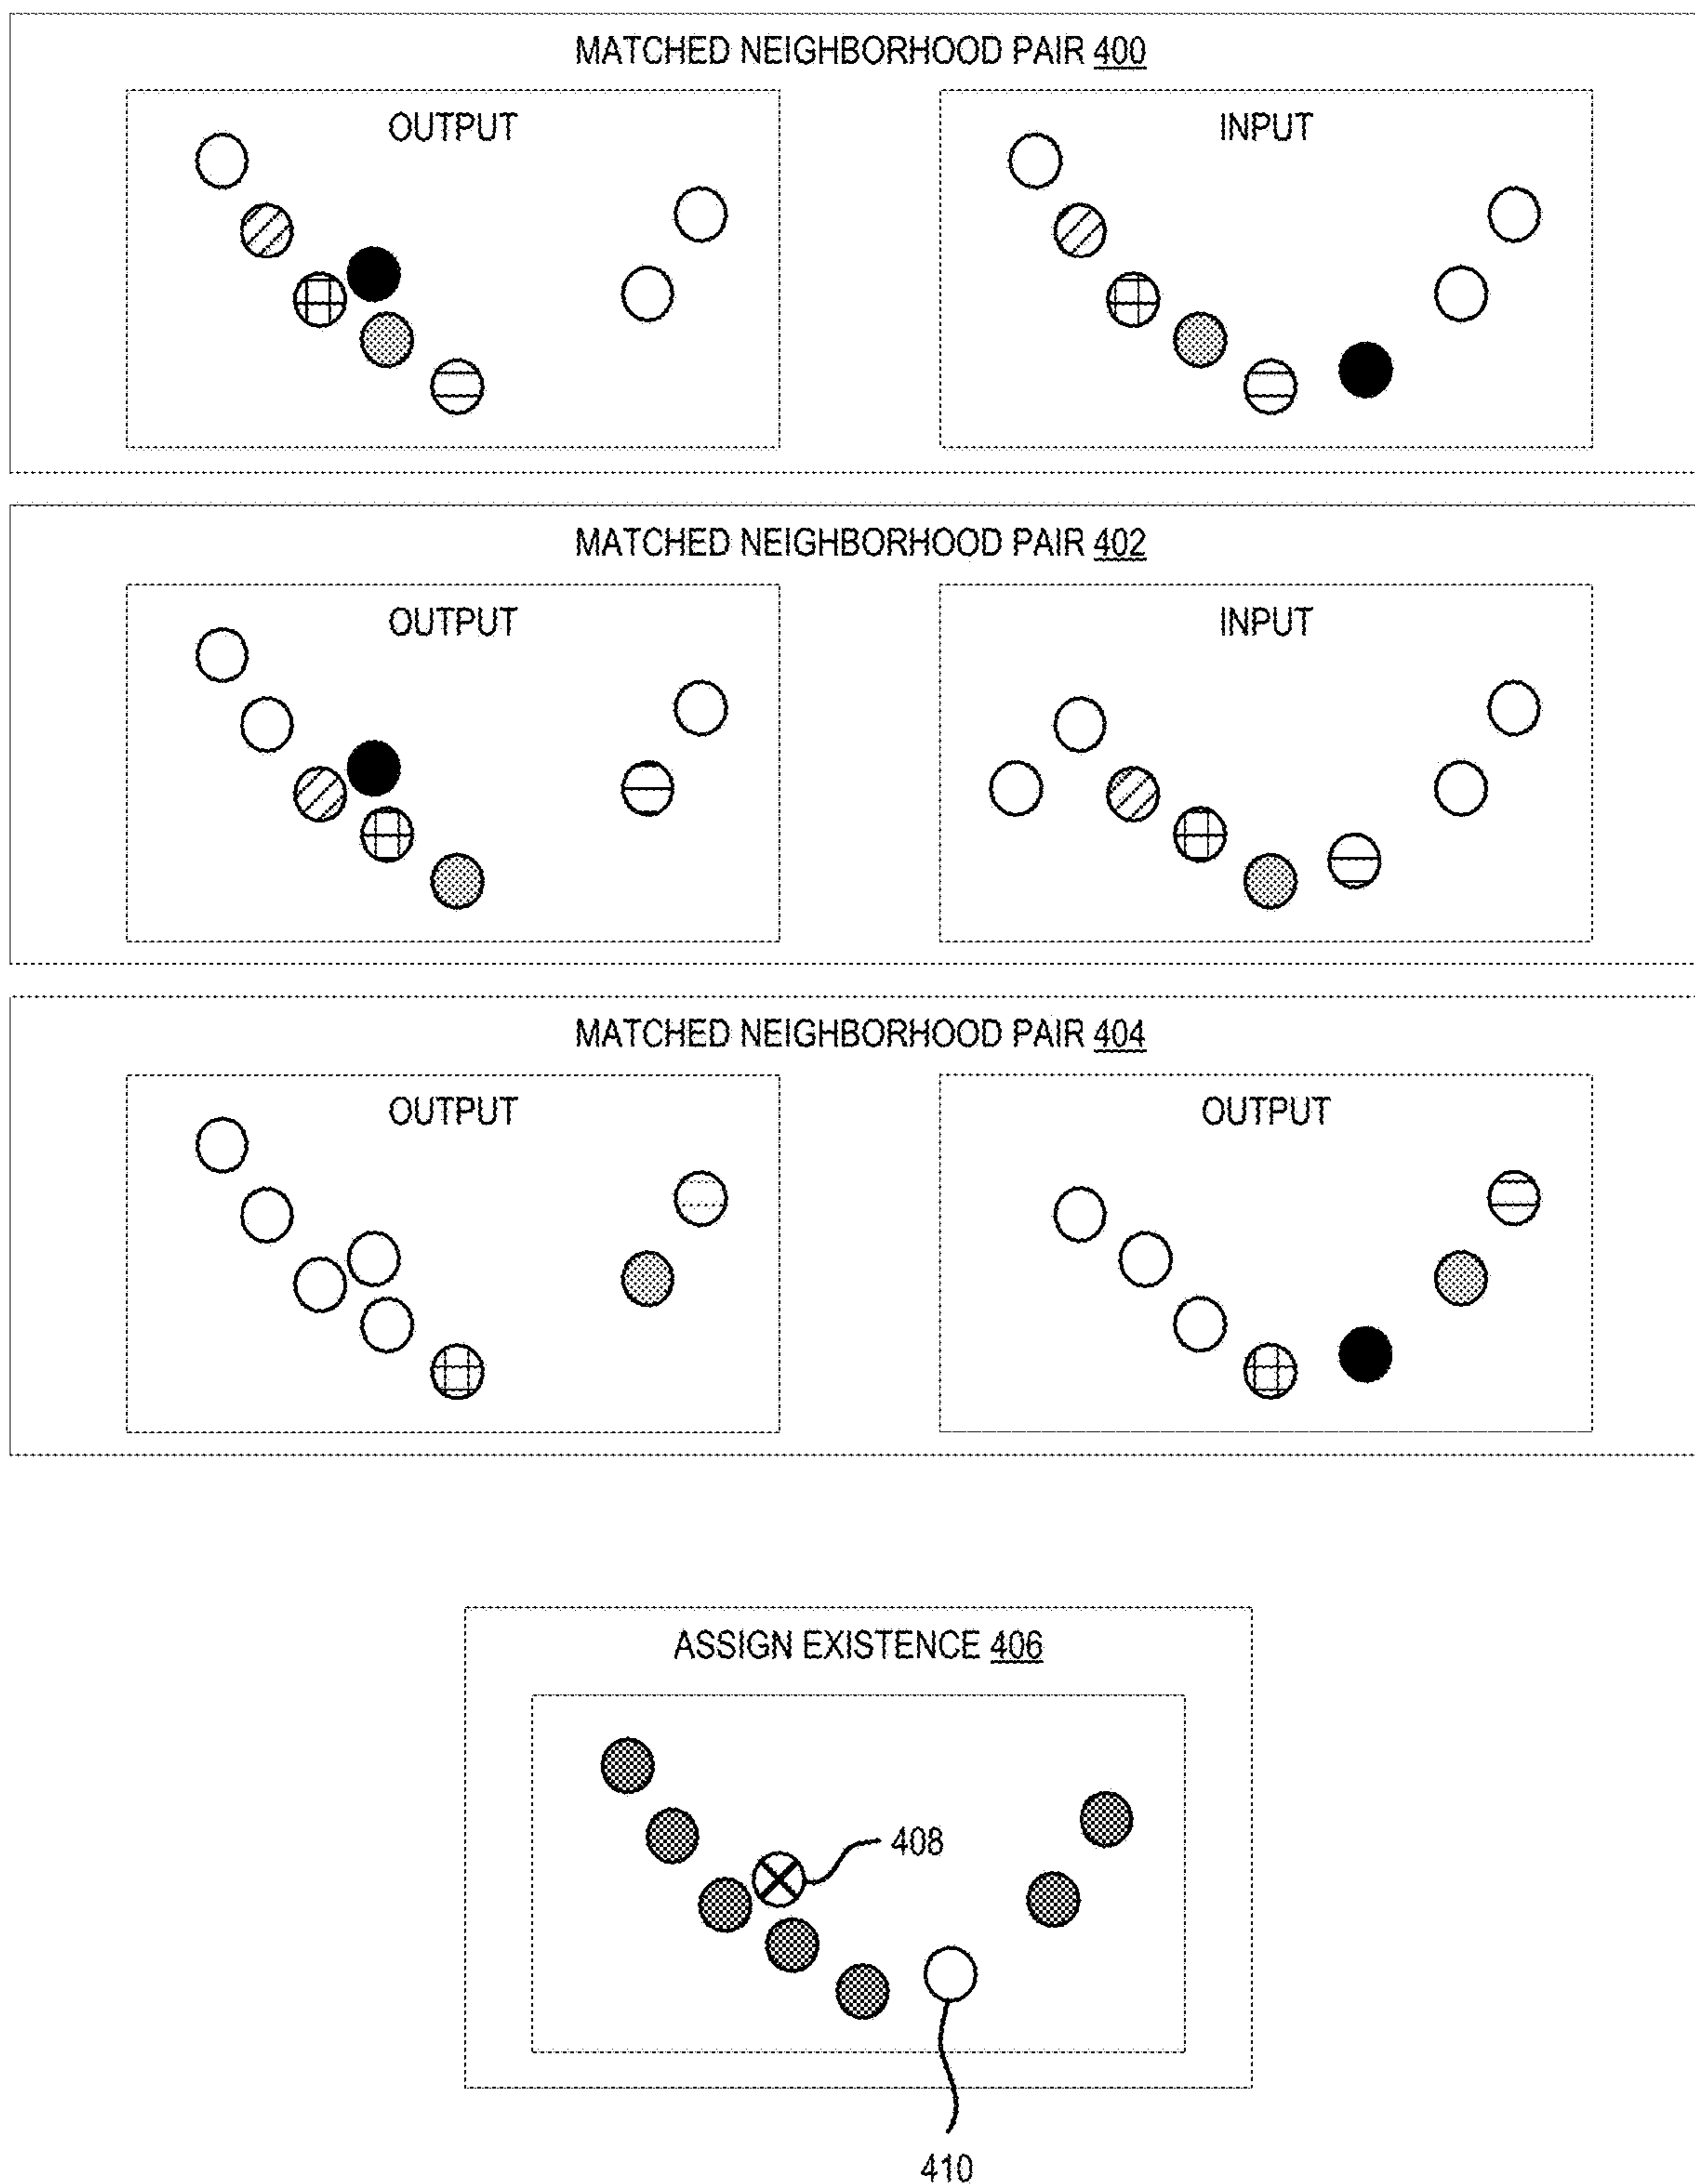 MATCHED NEIGHBORHOOD PAIR 400
OUTPUT
INPUT
MATCHED NEIGHBORHOOD PAIR 402
OUTPUT
INPUT
MATCHED NEIGHBORHOOD PAIR 404
OUTPUT
OUTPUT
ASSIGN EXISTENCE 406
408
410